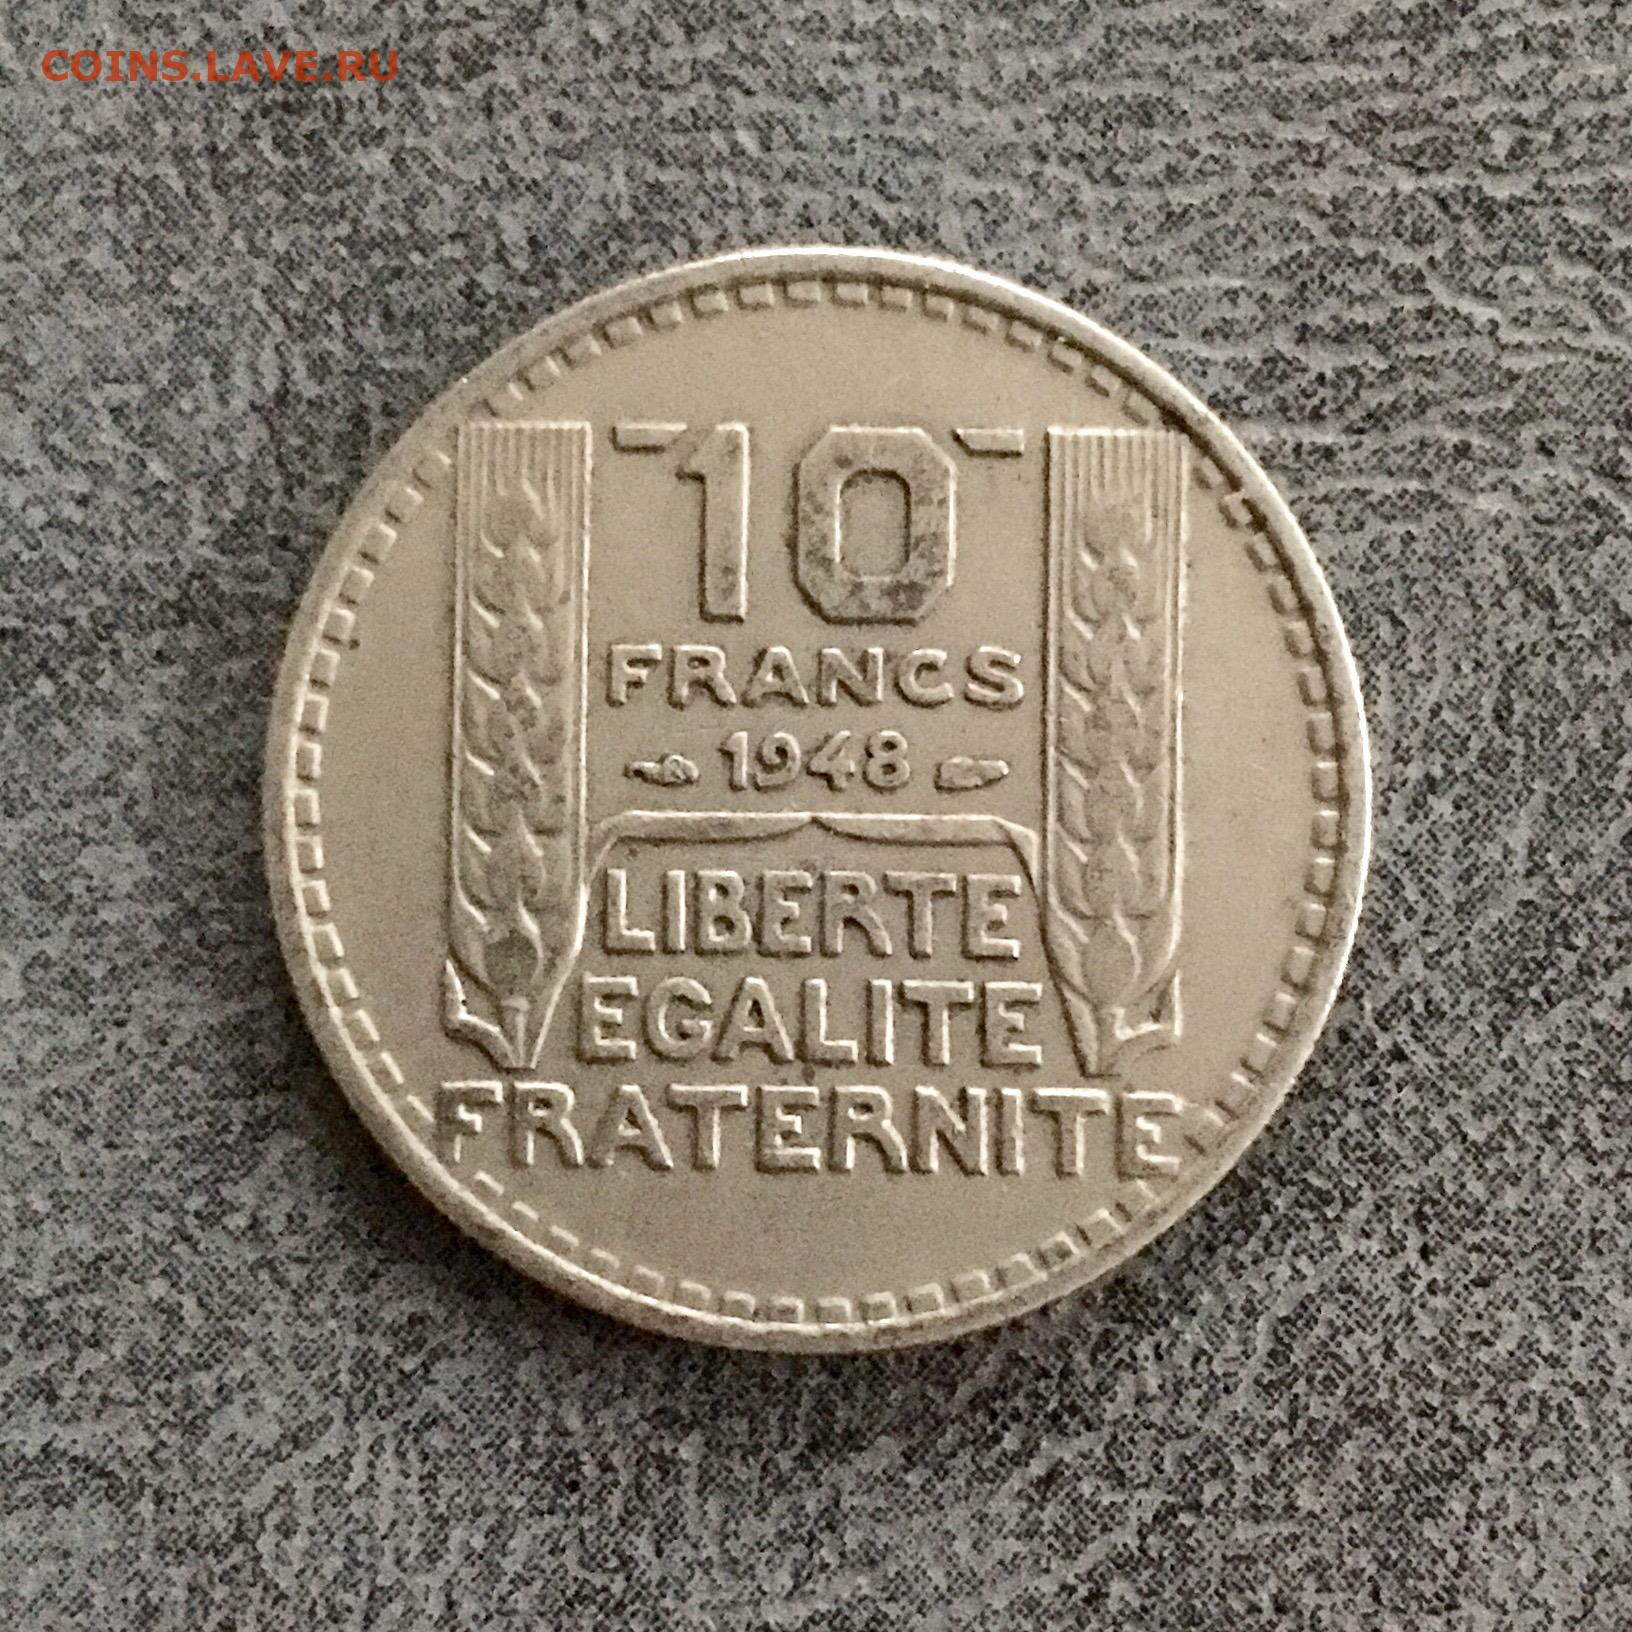 COINS.LAVE.RU
10
FRANCS
1948
LIBERTE
EGALITE
FRATERNITE